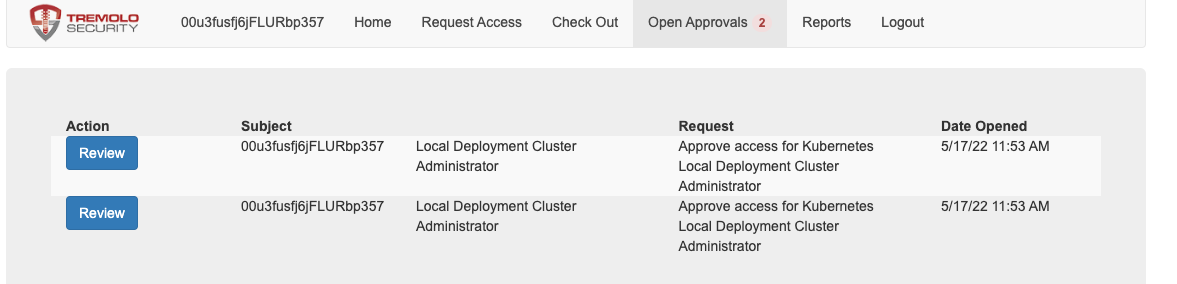 TREMOLO
SECURITY
00u3fusfj6jFLURbp357 Home Request Access Check Out Open Approvals 2 Reports Logout
Action Subject Request Date Opened
Review 00u3fusfj6jFLURbp357 Local Deployment Cluster Approve access for Kubernetes 5/17/22 11:53 AM
Administrator Local Deployment Cluster
Administrator
Review 00u3fusfj6jFLURbp357 Local Deployment Cluster Approve access for Kubernetes 5/17/22 11:53 AM
Administrator Local Deployment Cluster
Administrator